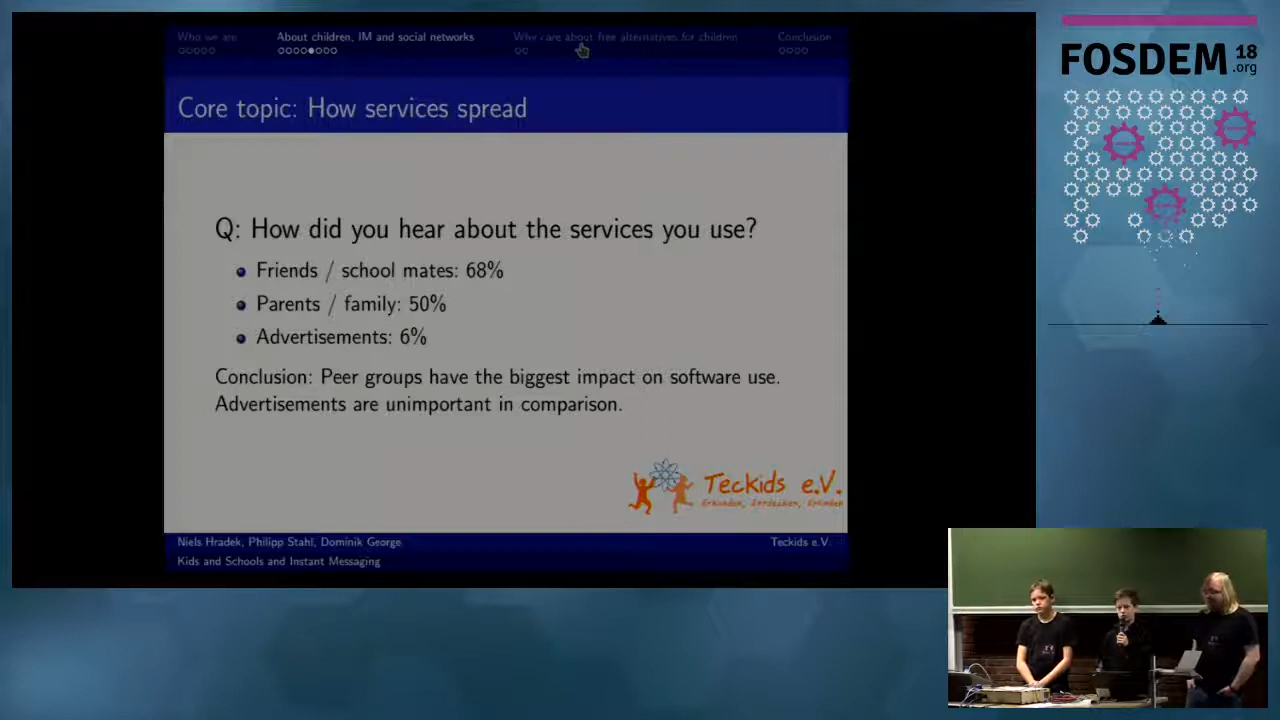 Who we are
About children, IM and social networks
Why care about free alternatives for children
Conclusion
FOSDEM 18
.org
Core topic: How services spread
Q: How did you hear about the services you use?
Friends / school mates: 68%
Parents / family: 50%
Advertisements: 6%
Conclusion: Peer groups have the biggest impact on software use.
Advertisements are unimportant in comparison.
Teckids e.V.
Erkunden, Entdecken, Erfinden
Niels Hradek, Philipp Stahl, Dominik George
Teckids e.V.
Kids and Schools and Instant Messaging